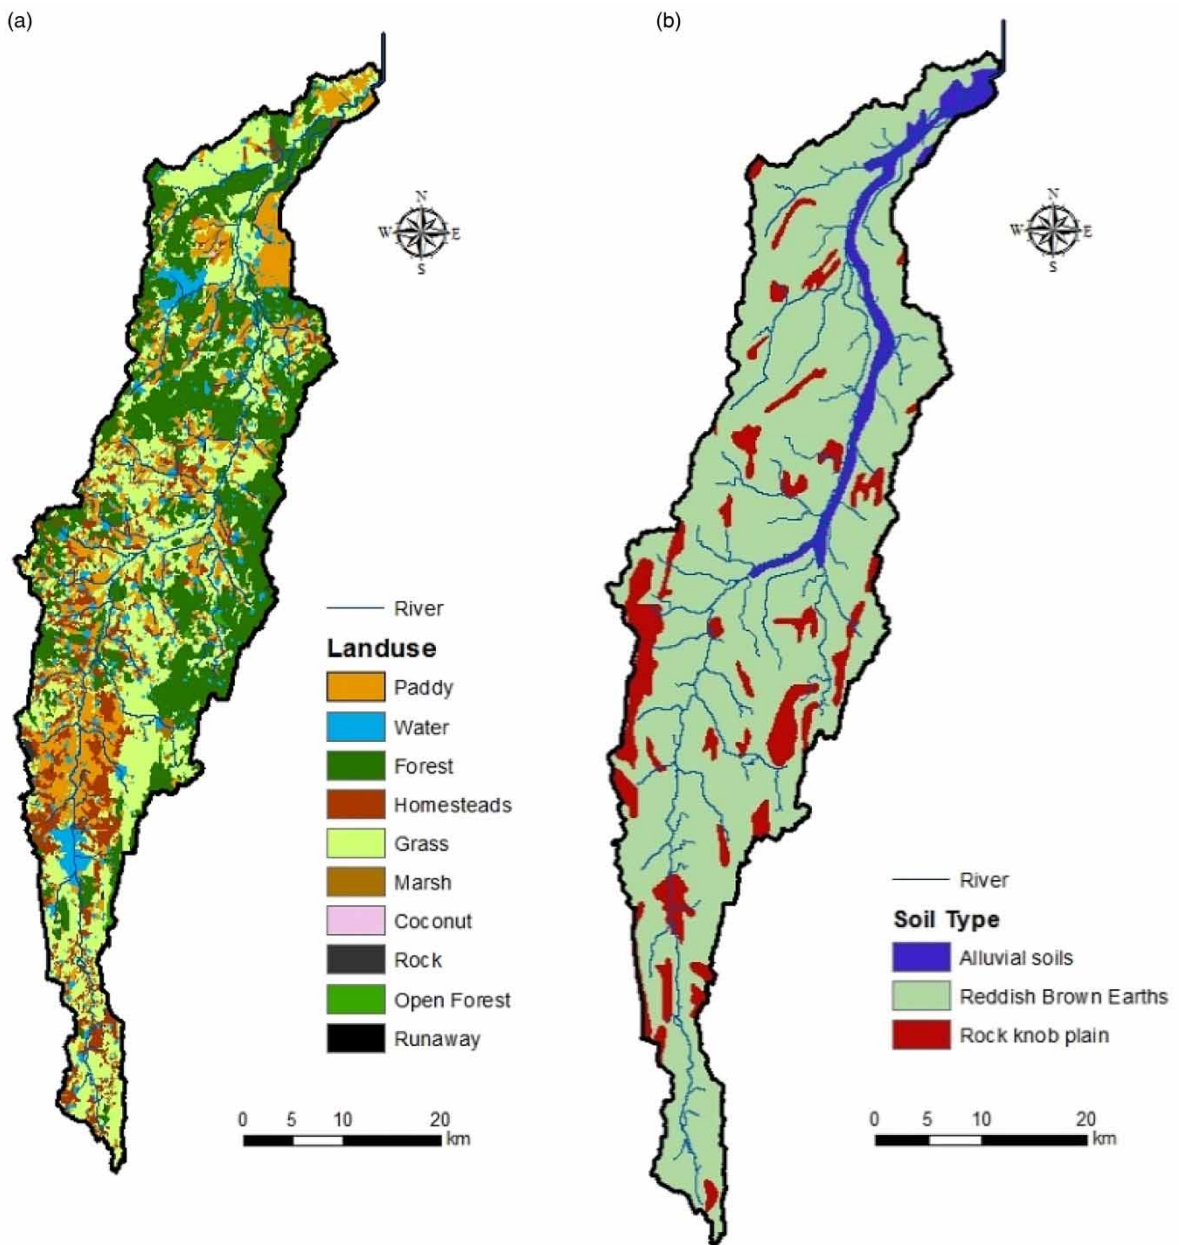 (a)
(b)
N
W E
S
N
W E
S
River
Landuse
Paddy
Water
Forest
Homesteads
Grass
Marsh
Coconut
Rock
Open Forest
Runaway
0 5 10 20
km
River
Soil Type
Alluvial soils
Reddish Brown Earths
Rock knob plain
0 5 10 20
km